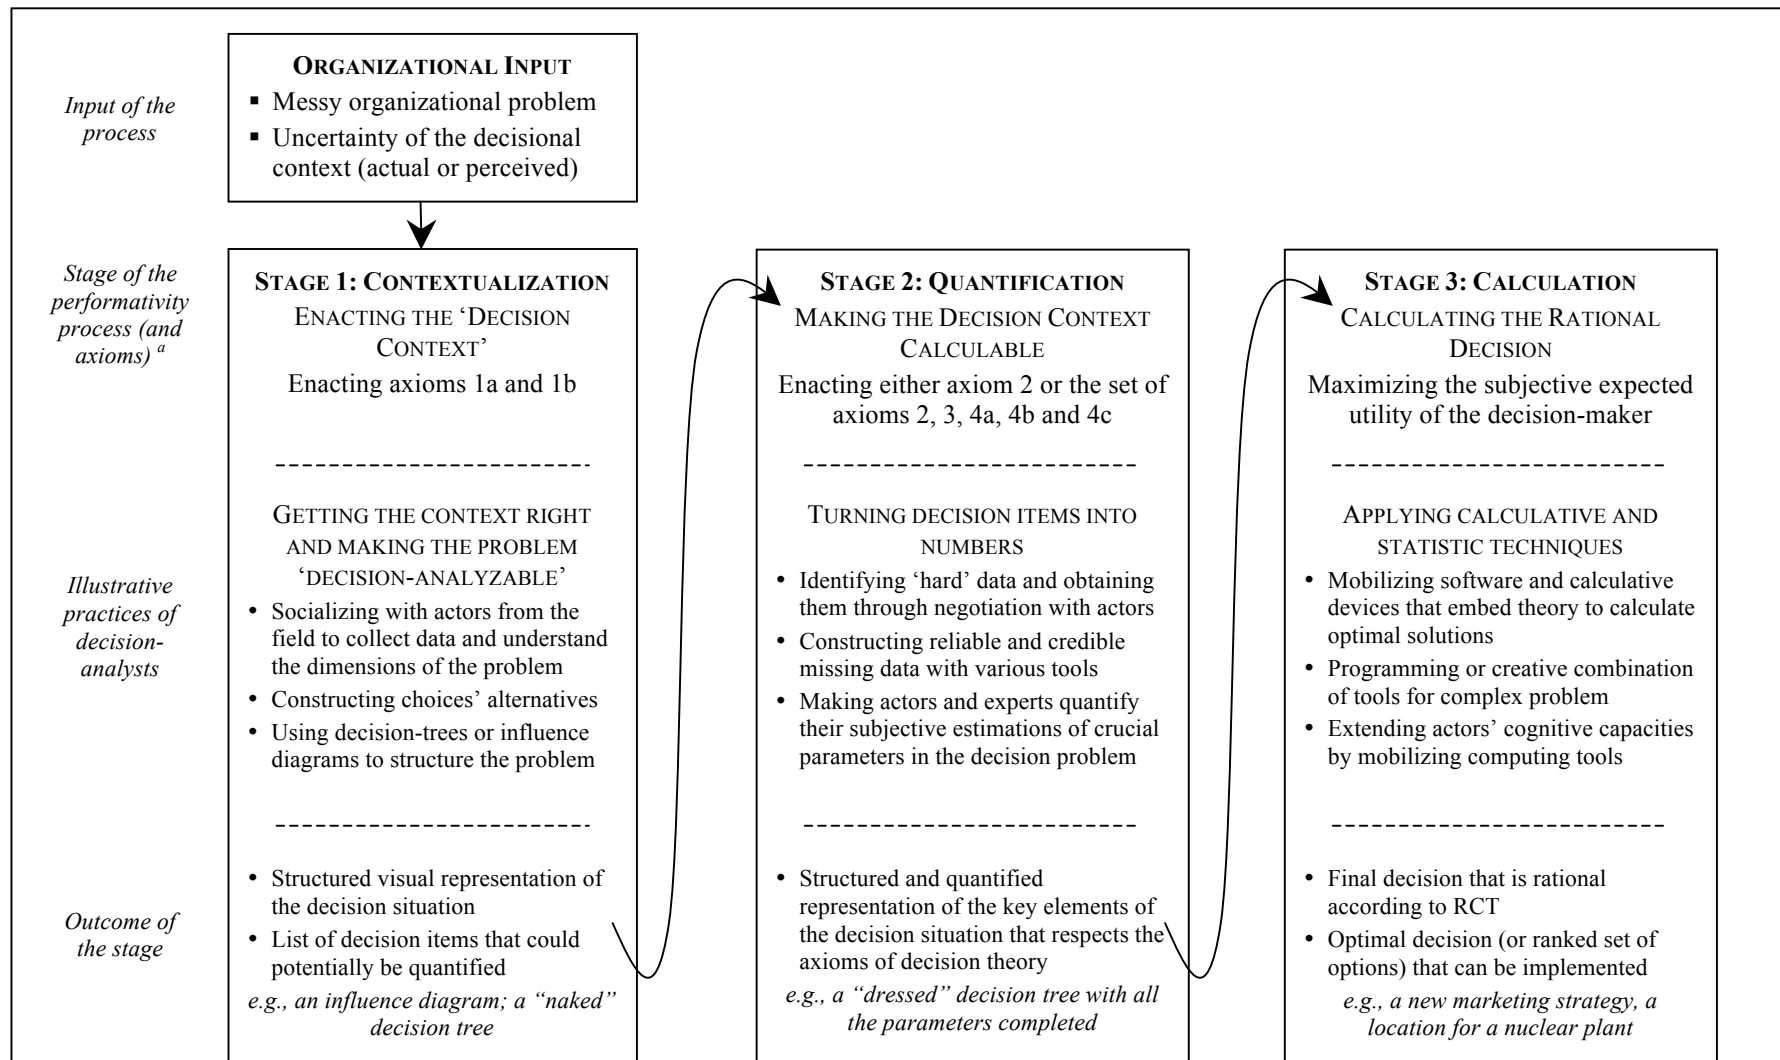 Input of the
process
ORGANIZATIONAL INPUT
▪ Messy organizational problem
▪ Uncertainty of the decisional
context (actual or perceived)
Stage of the
performativity
process (and
axioms) a
STAGE 1: CONTEXTUALIZATION
ENACTING THE ‘DECISION
CONTEXT’
Enacting axioms 1a and 1b
STAGE 2: QUANTIFICATION
MAKING THE DECISION CONTEXT
CALCULABLE
Enacting either axiom 2 or the set of
axioms 2, 3, 4a, 4b and 4c
STAGE 3: CALCULATION
CALCULATING THE RATIONAL
DECISION
Maximizing the subjective expected
utility of the decision-maker
Illustrative
practices of
decision-
analysts
GETTING THE CONTEXT RIGHT
AND MAKING THE PROBLEM
‘DECISION-ANALYZABLE’
• Socializing with actors from the
field to collect data and understand
the dimensions of the problem
• Constructing choices’ alternatives
• Using decision-trees or influence
diagrams to structure the problem
TURNING DECISION ITEMS INTO
NUMBERS
• Identifying ‘hard’ data and obtaining
them through negotiation with actors
• Constructing reliable and credible
missing data with various tools
• Making actors and experts quantify
their subjective estimations of crucial
parameters in the decision problem
APPLYING CALCULATIVE AND
STATISTIC TECHNIQUES
• Mobilizing software and calculative
devices that embed theory to calculate
optimal solutions
• Programming or creative combination
of tools for complex problem
• Extending actors’ cognitive capacities
by mobilizing computing tools
Outcome of
the stage
• Structured visual representation of
the decision situation
• List of decision items that could
potentially be quantified
e.g., an influence diagram; a “naked”
decision tree
• Structured and quantified
representation of the key elements of
the decision situation that respects the
axioms of decision theory
e.g., a “dressed” decision tree with all
the parameters completed
• Final decision that is rational
according to RCT
• Optimal decision (or ranked set of
options) that can be implemented
e.g., a new marketing strategy, a
location for a nuclear plant